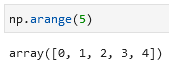 np.arange(5)
array([0, 1, 2, 3, 4])